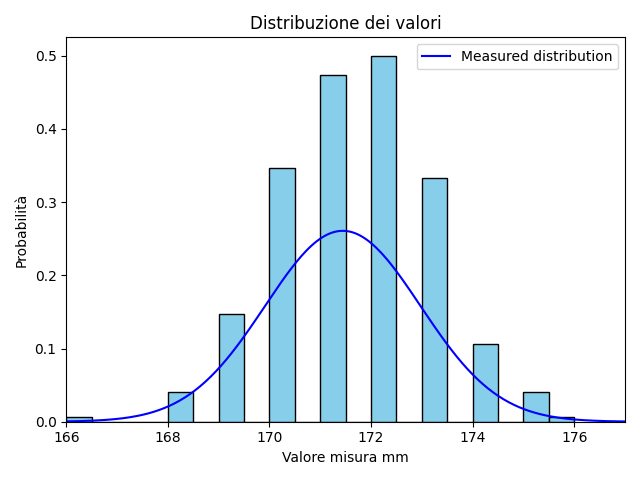 Distribuzione dei valori
Measured distribution
Probabilità
0.5
0.4
0.3
0.2
0.1
0.0
166 168 170 172 174 176
Valore misura mm